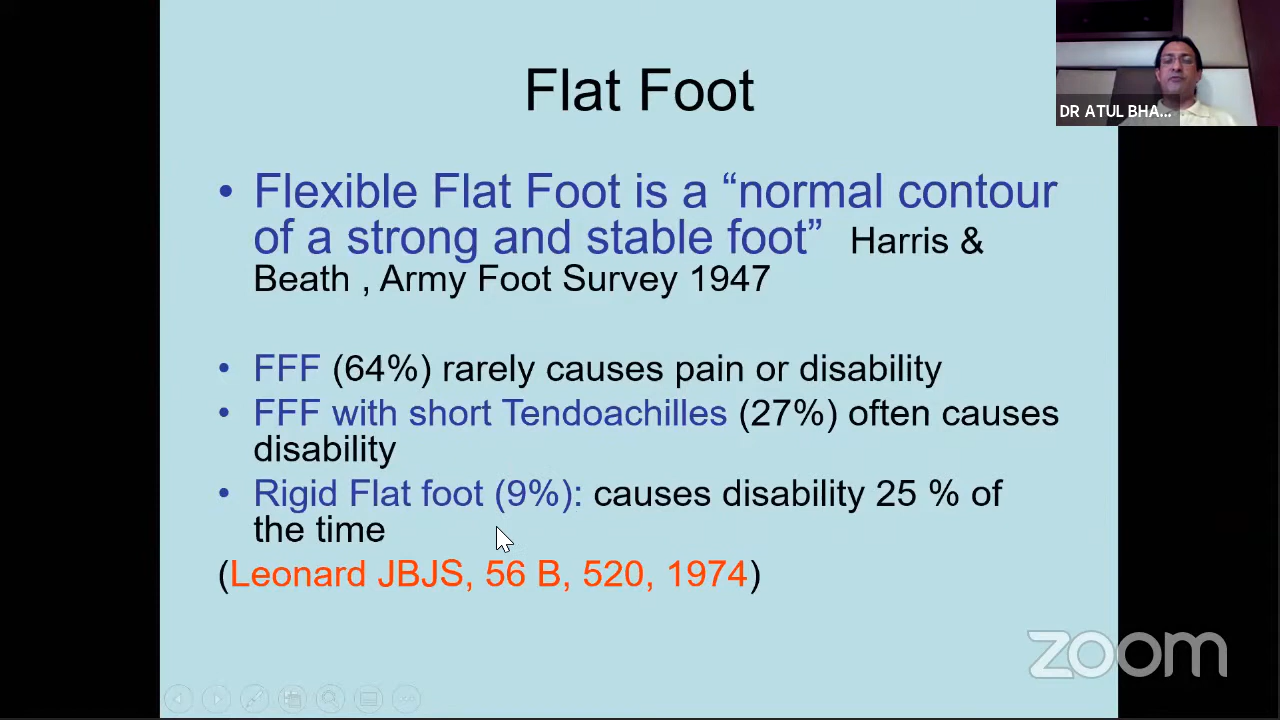 Flat Foot
DR ATUL BHA...
• Flexible Flat Foot is a “normal contour
of a strong and stable foot” Harris &
Beath , Army Foot Survey 1947
• FFF (64%) rarely causes pain or disability
• FFF with short Tendoachilles (27%) often causes
disability
• Rigid Flat foot (9%): causes disability 25 % of
the time
(Leonard JBJS, 56 B, 520, 1974)
zoom